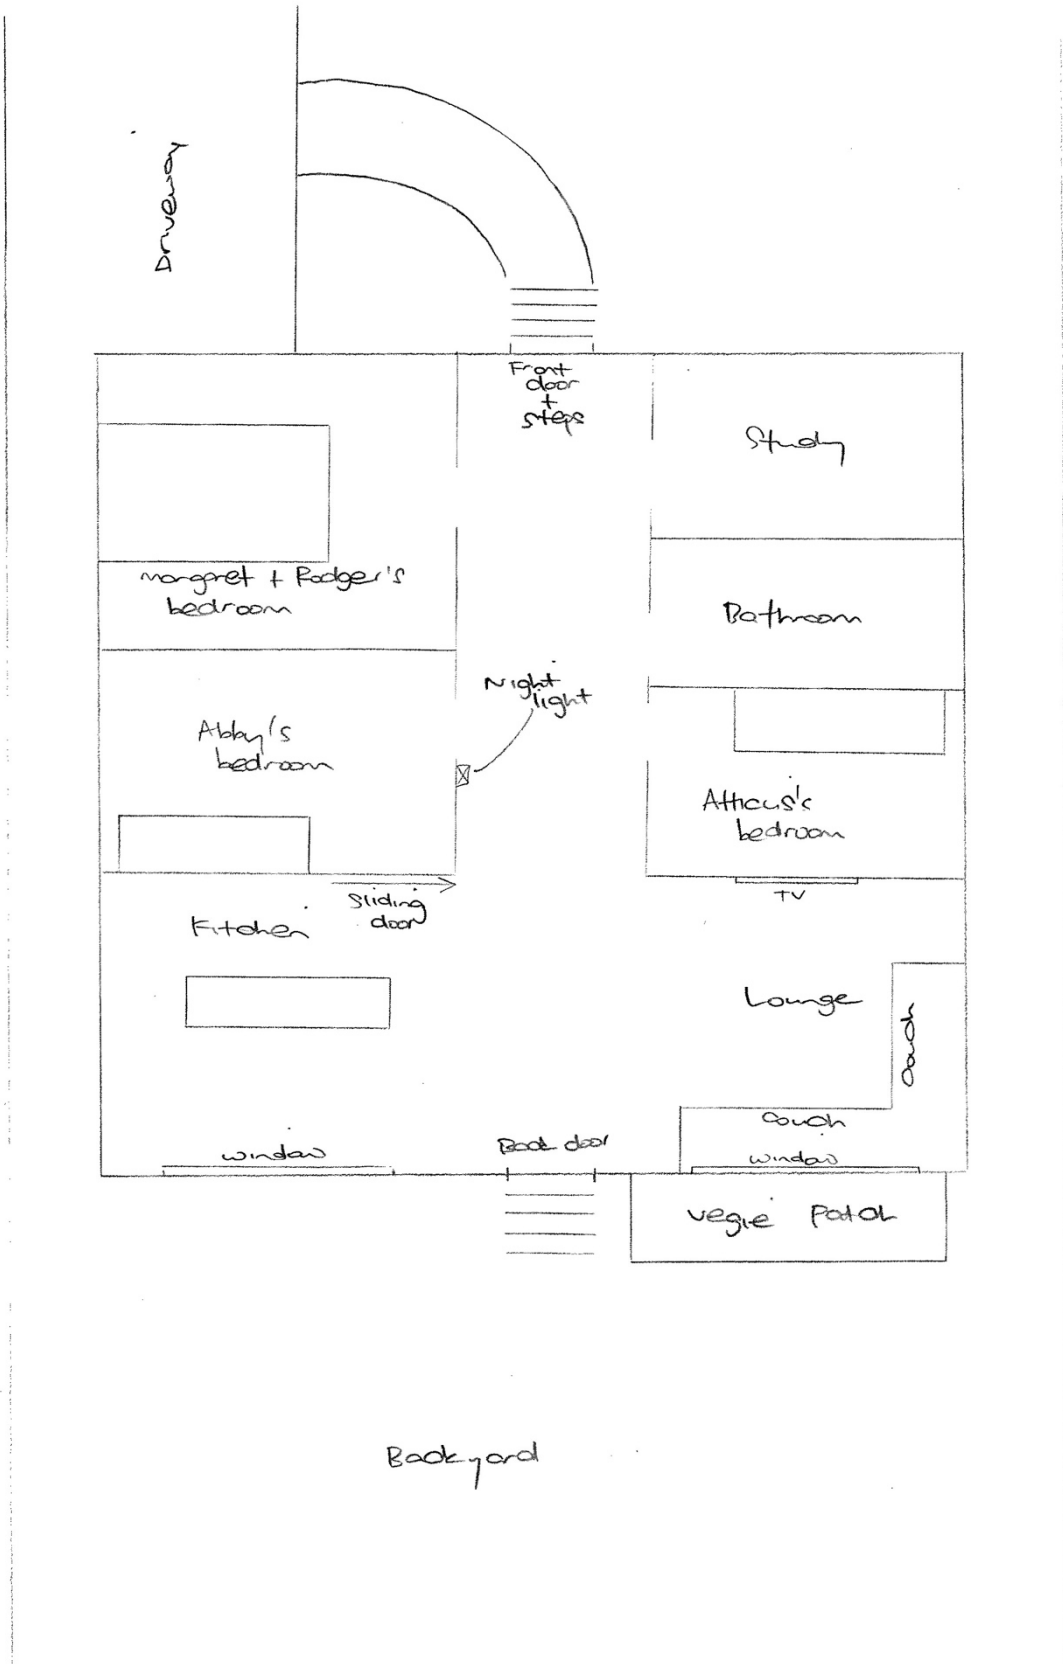 Driveway
Front
door
+
steps
Study
Margaret + Rodger's
bedroom
Bathroom
Night
light
Abby's
bedroom
Atticus's
bedroom
TV
Sliding
door
Kitchen
Lounge
Couch
Couch
Back door
window
window
vegie patch
Backyard